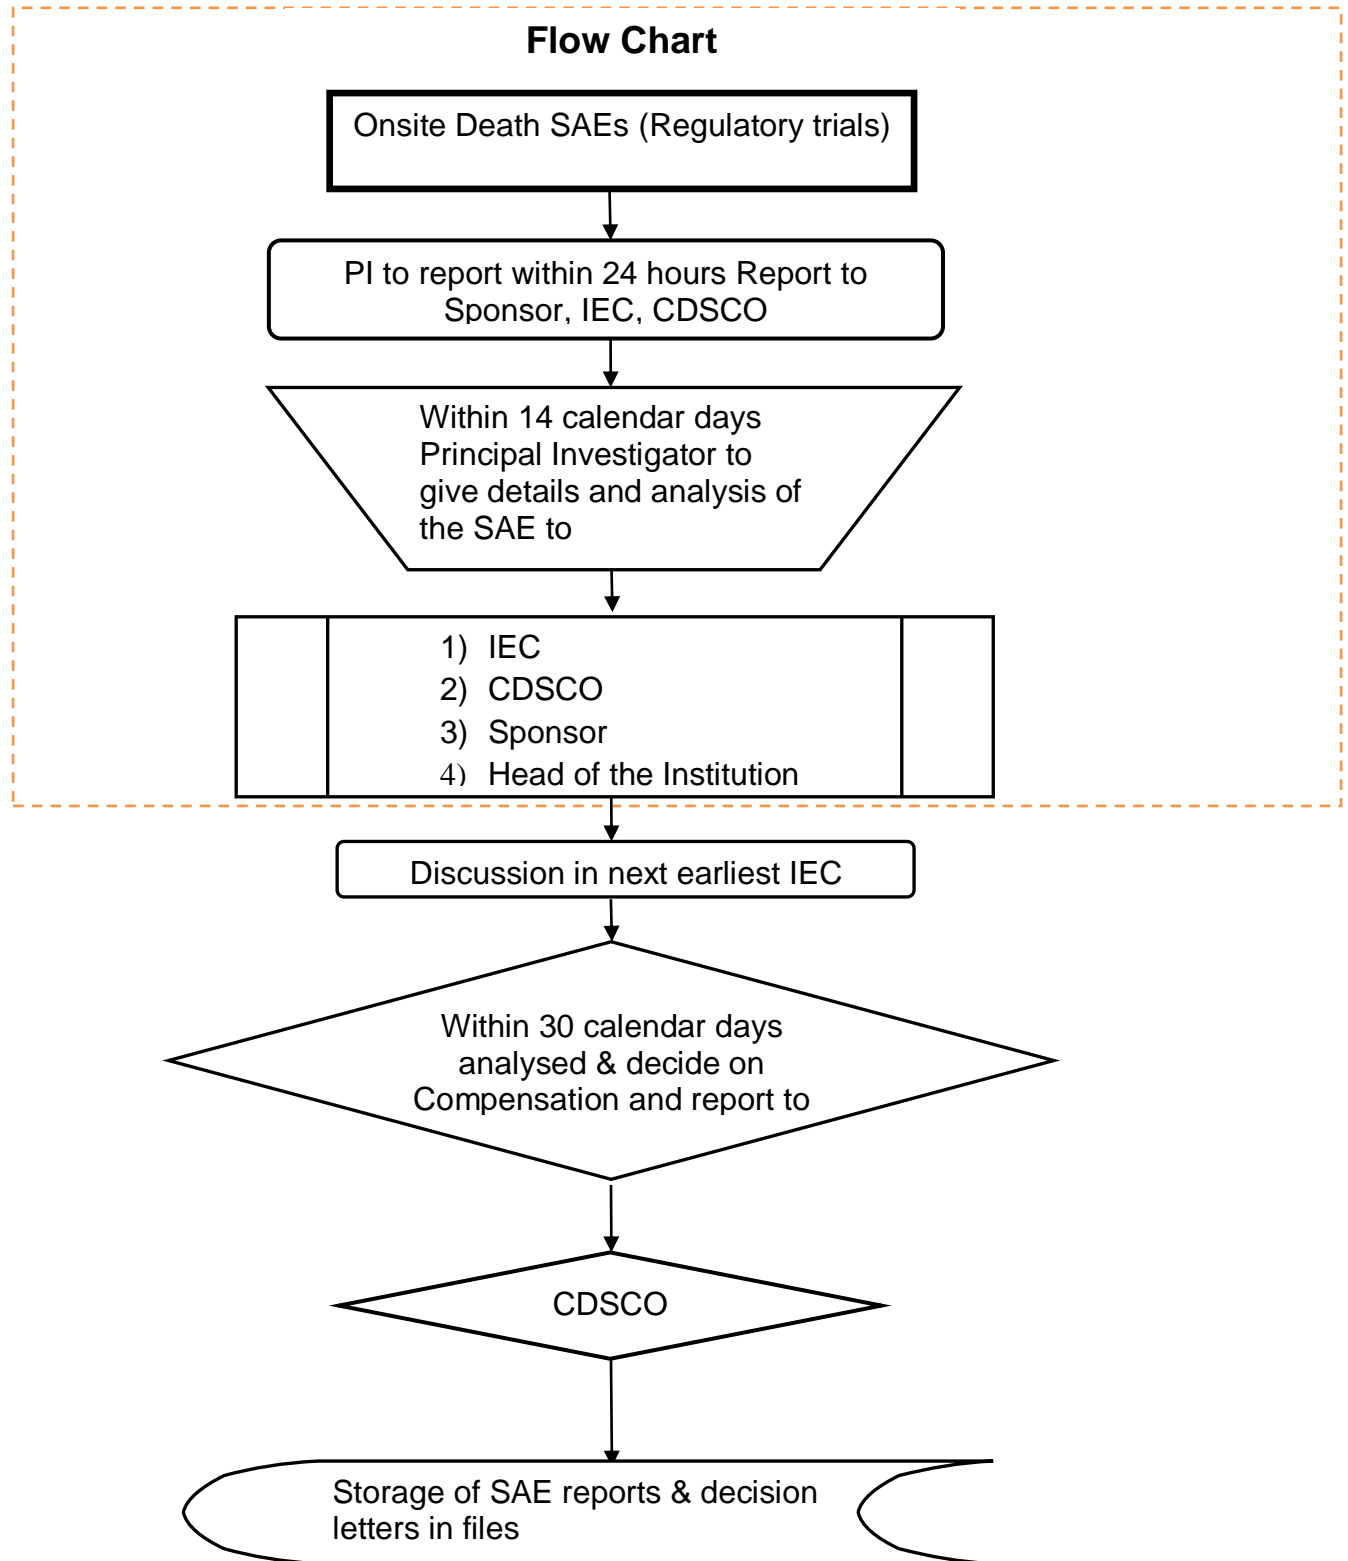 Flow Chart
Onsite Death SAEs (Regulatory trials)
PI to report within 24 hours Report to
Sponsor, IEC, CDSCO
Within 14 calendar days
Principal Investigator to
give details and analysis of
the SAE to
1) IEC
2) CDSCO
3) Sponsor
4) Head of the Institution
Discussion in next earliest IEC
Within 30 calendar days
analysed & decide on
Compensation and report to
CDSCO
Storage of SAE reports & decision
letters in files